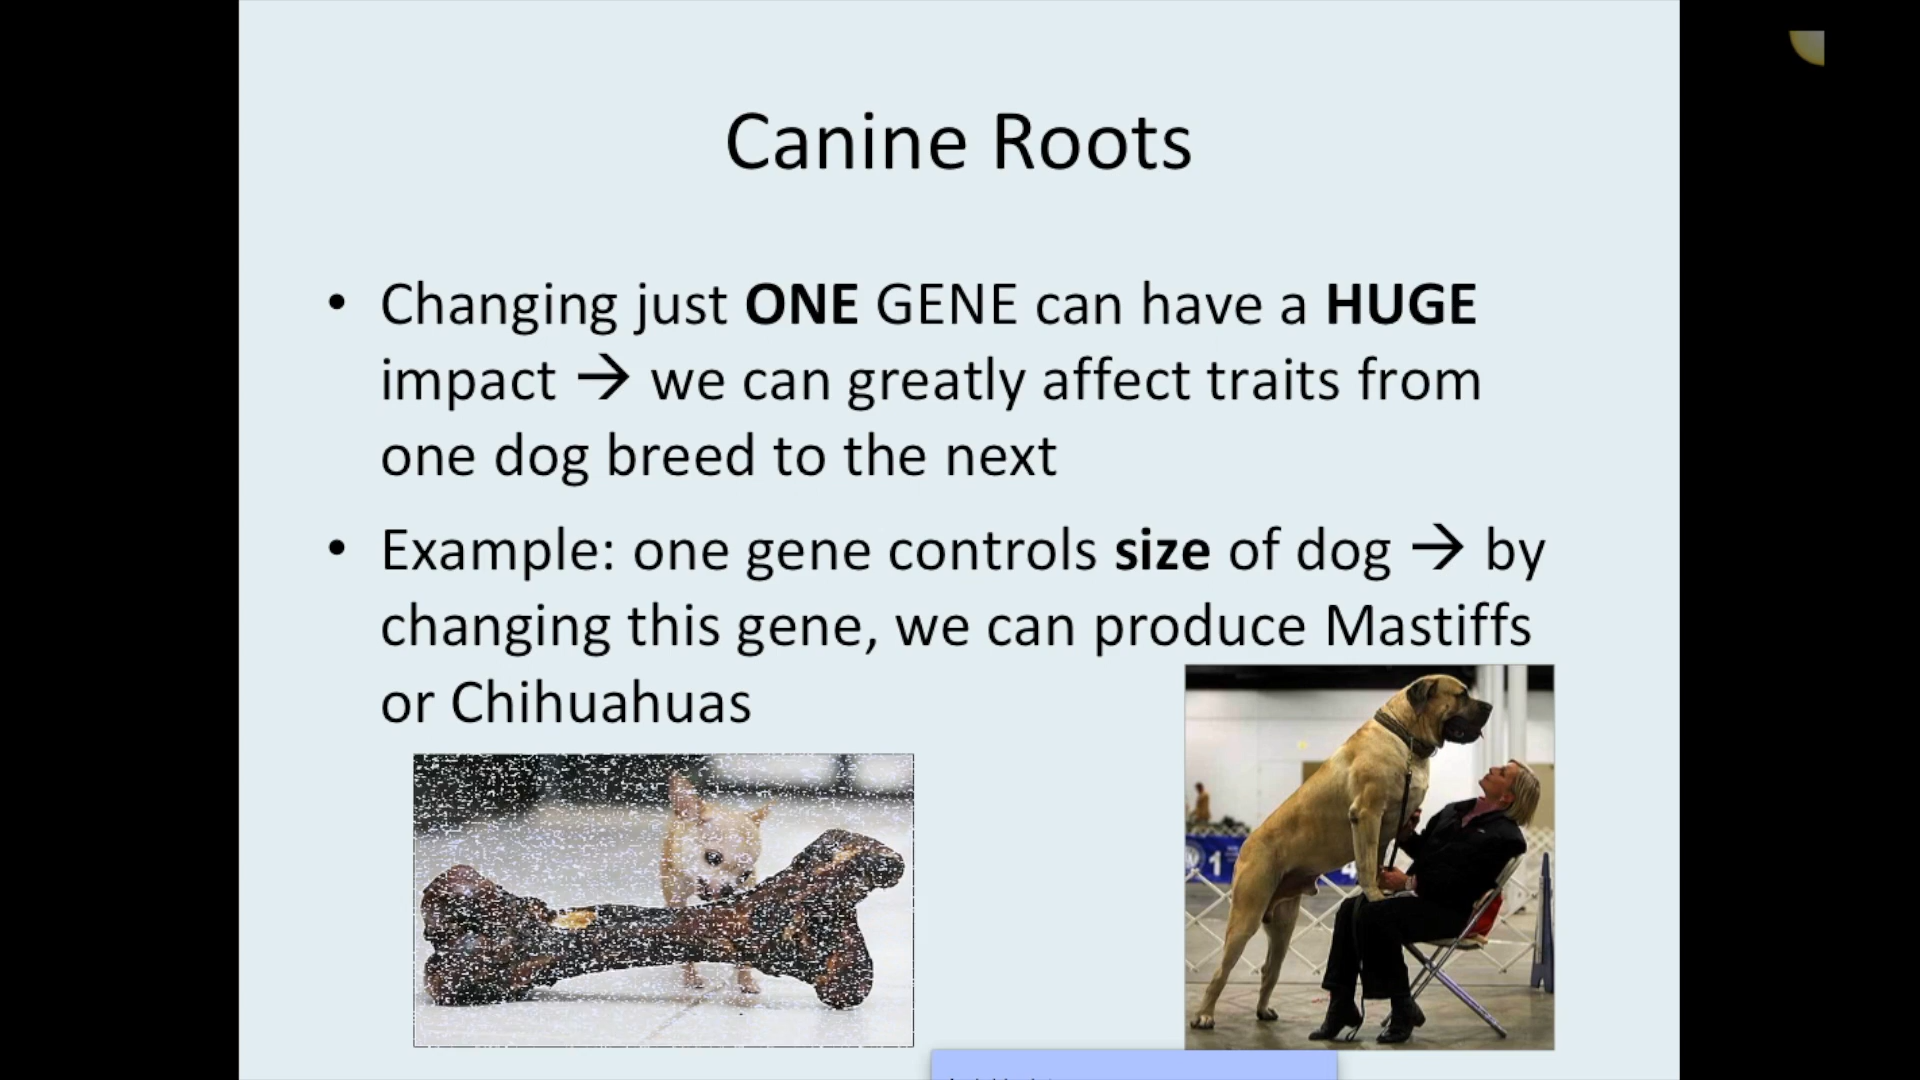 Canine Roots
• Changing just ONE GENE can have a HUGE
impact → we can greatly affect traits from
one dog breed to the next
• Example: one gene controls size of dog → by
changing this gene, we can produce Mastiffs
or Chihuahuas
1